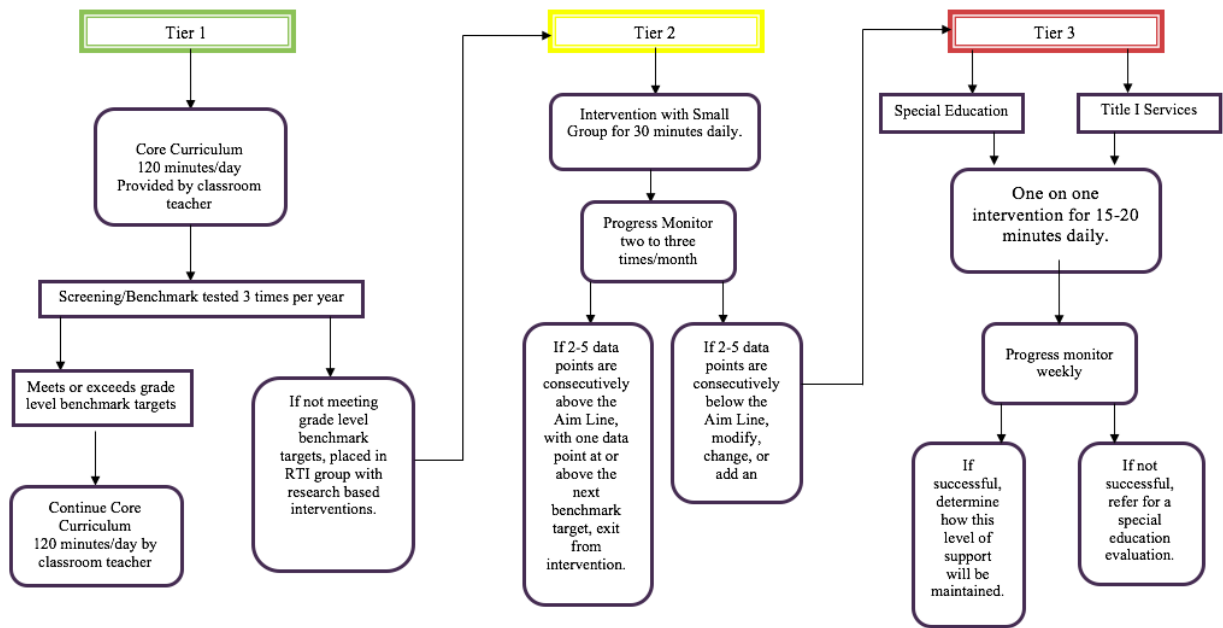 Tier 1
Core Curriculum
120 minutes/day
Provided by classroom
teacher
Screening/Benchmark tested 3 times per year
Meets or exceeds grade
level benchmark targets
Continue Core
Curriculum
120 minutes/day by
classroom teacher
If not meeting
grade level
benchmark
targets, placed in
RTI group with
research based
interventions.
Tier 2
Intervention with Small
Group for 30 minutes daily.
Progress Monitor
two to three
times/month
If 2-5 data
points are
consecutively
above the
Aim Line,
with one data
point at or
above the
next
benchmark
target, exit
from
intervention.
If 2-5 data
points are
consecutively
below the
Aim Line,
modify,
change, or
add an
Tier 3
Special Education
Title I Services
One on one
intervention for 15-20
minutes daily.
Progress monitor
weekly
If
successful,
determine
how this
level of
support
will be
maintained.
If not
successful,
refer for a
special
education
evaluation.